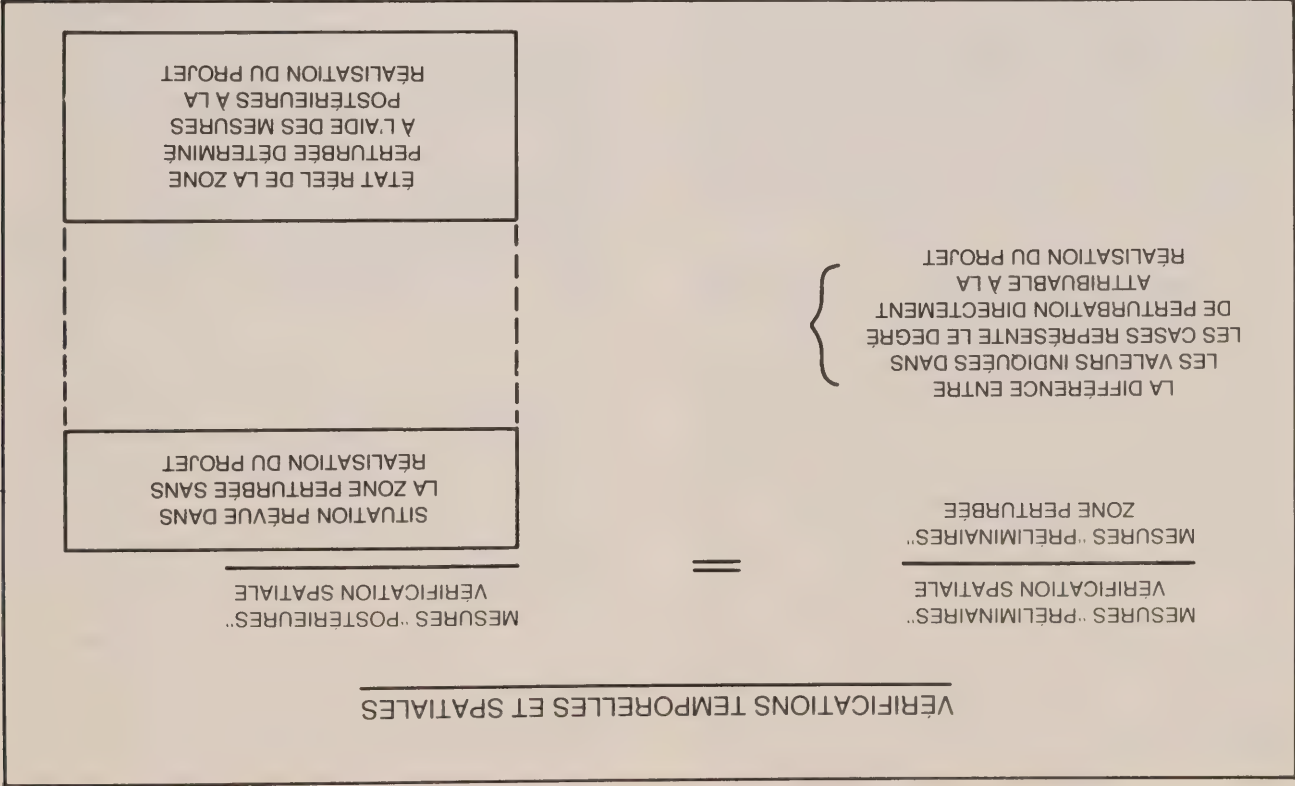 VÉRIFICATIONS TEMPORELLES ET SPATIALES
MESURES "PRÉLIMINAIRES"
VÉRIFICATION SPATIALE
MESURES "PRÉLIMINAIRES"
ZONE PERTURBÉE
=
MESURES "POSTÉRIEURES"
VÉRIFICATION SPATIALE
SITUATION PRÉVUE DANS
LA ZONE PERTURBÉE SANS
RÉALISATION DU PROJET
LA DIFFÉRENCE ENTRE
LES VALEURS INDIQUÉES DANS
LES CASES REPRÉSENTE LE DEGRÉ
DE PERTURBATION DIRECTEMENT
ATTRIBUABLE À LA
RÉALISATION DU PROJET
ÉTAT RÉEL DE LA ZONE
PERTURBÉE DÉTERMINÉ
À L'AIDE DES MESURES
POSTÉRIEURES À LA
RÉALISATION DU PROJET